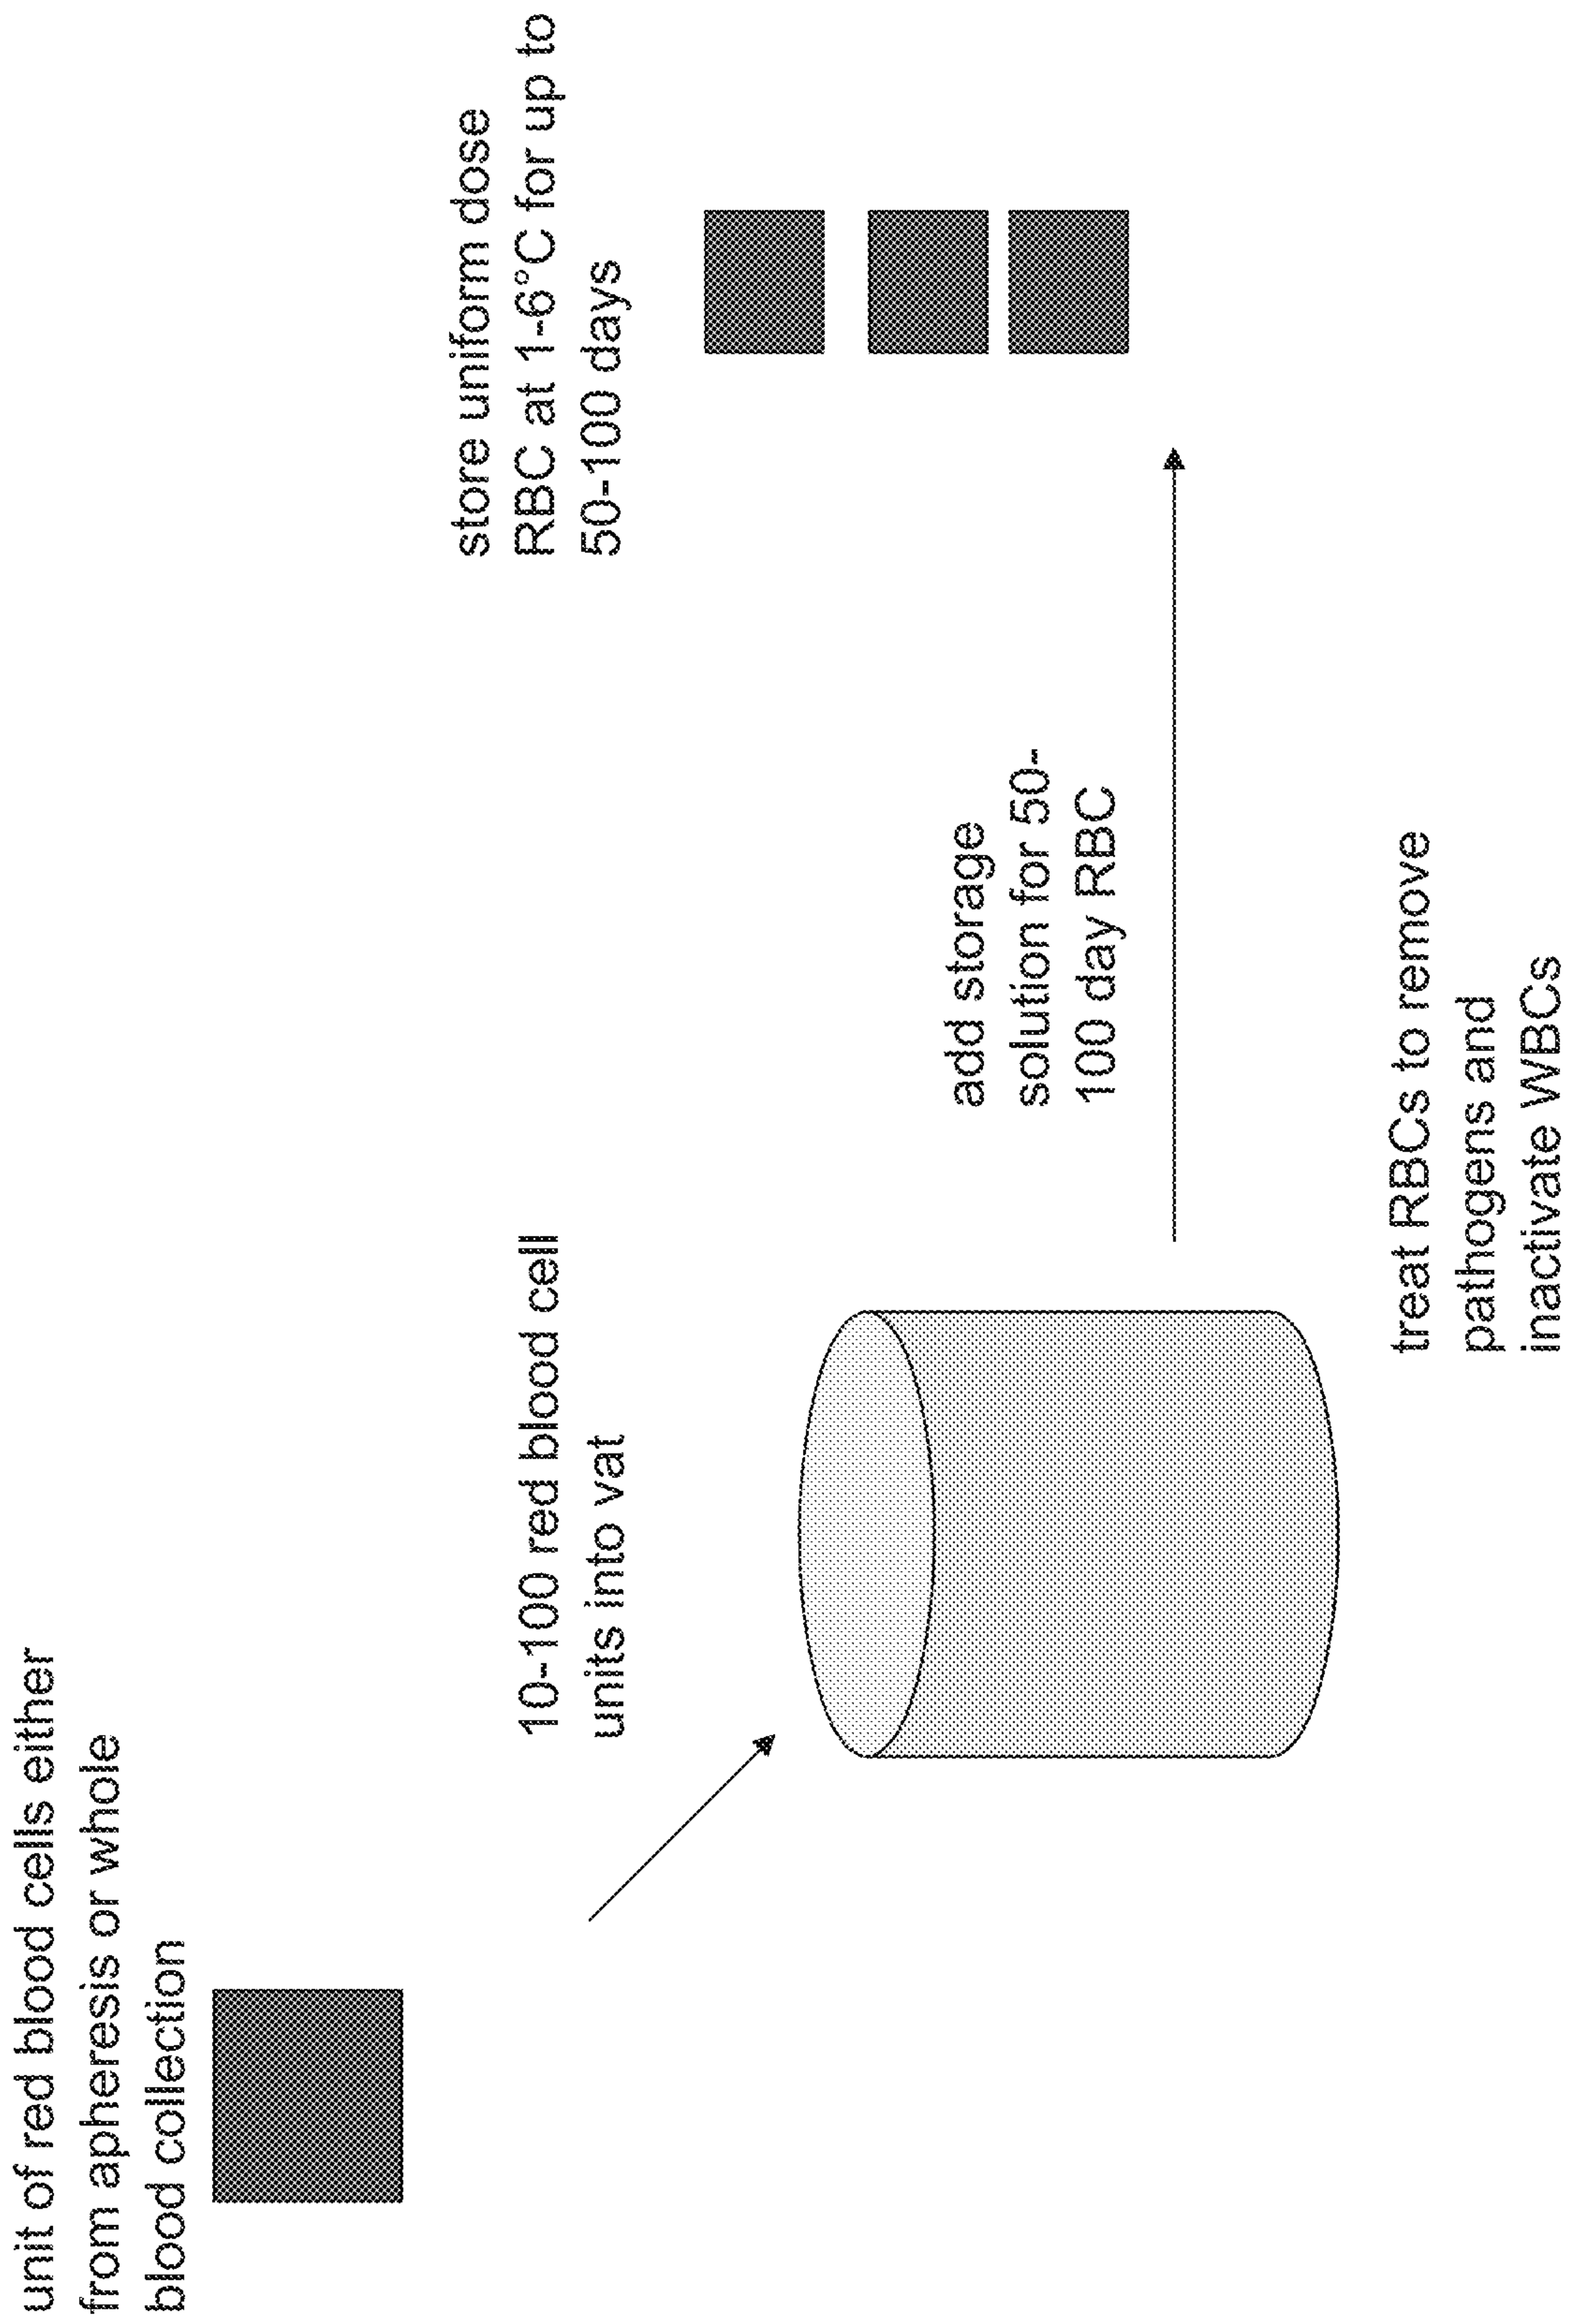 unit of red blood cells either
from apheresis or whole
blood collection
10-100 red blood cell
units into vat
treat RBCs to remove
pathogens and
inactivate WBCs
add storage
solution for 50-
100 day RBC
store uniform dose
RBC at 1-6°C for up to
50-100 days